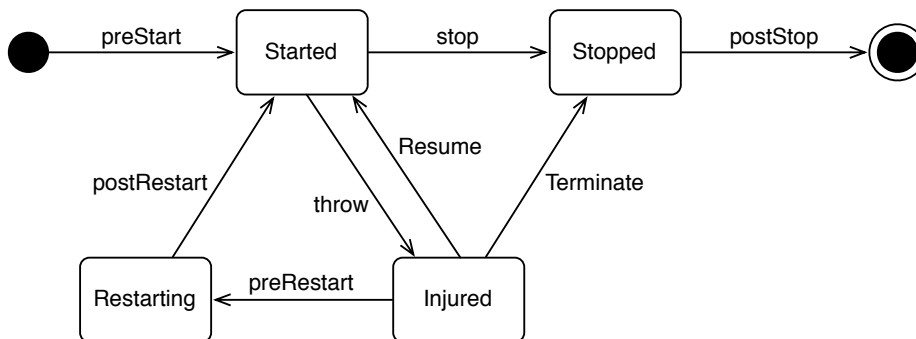 preStart
Started
stop
Stopped
postStop
Resume
postRestart
Terminate
throw
Restarting
preRestart
Injured